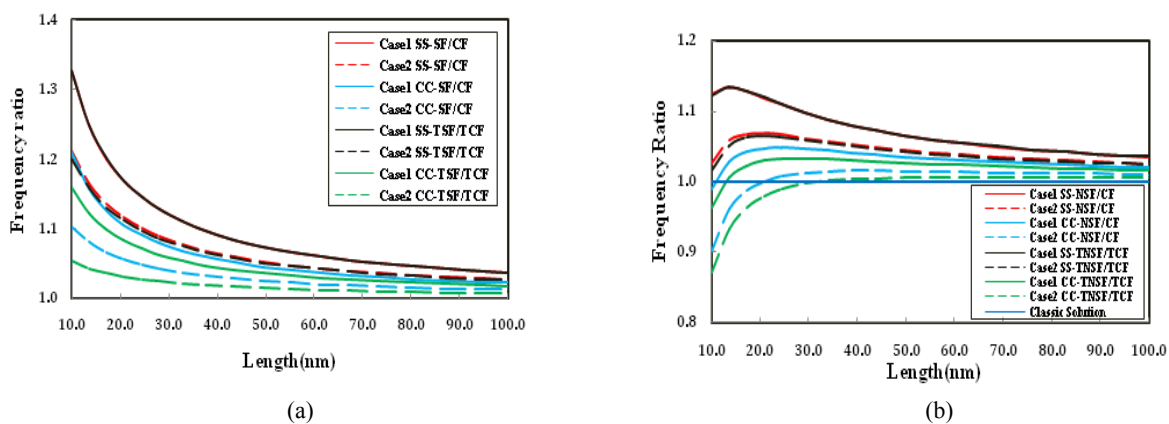 1.4
1.3
1.2
1.1
1.0
Frequency ratio
Case1 SS-SF/CF
Case2 SS-SF/CF
Case1 CC-SF/CF
Case2 CC-SF/CF
Case1 SS-TSF/TCF
Case2 SS-TSF/TCF
Case1 CC-TSF/TCF
Case2 CC-TSF/TCF
10.0 20.0 30.0 40.0 50.0 60.0 70.0 80.0 90.0 100.0
Length(nm)
(a)
1.2
1.1
1.0
0.9
0.8
Frequency Ratio
Case1 SS-NSF/CF
Case2 SS-NSF/CF
Case1 CC-NSF/CF
Case2 CC-NSF/CF
Case1 SS-TNSF/TCF
Case2 SS-TNSF/TCF
Case1 CC-TNSF/TCF
Case2 CC-TNSF/TCF
Classic Solution
10.0 20.0 30.0 40.0 50.0 60.0 70.0 80.0 90.0 100.0
Length(nm)
(b)